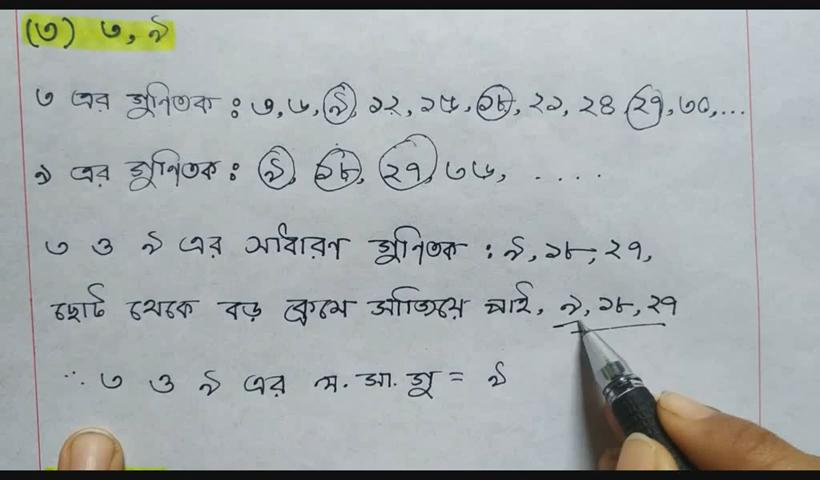 (৩) ৩, ৯
৩ এর গুণিতক : ৩, ৬, ৯, ১২, ১৫, ১৮, ২১, ২৪, ২৭, ৩০, ...
৯ এর গুণিতক : ৯, ১৮, ২৭, ৩৬, . . . .
৩ ও ৯ এর সাধারণ গুণিতক : ৯, ১৮, ২৭,
ছোট থেকে বড় ক্রমে সাজিয়ে পাই, ৯, ১৮, ২৭
∴ ৩ ও ৯ এর ল. সা. গু = ৯